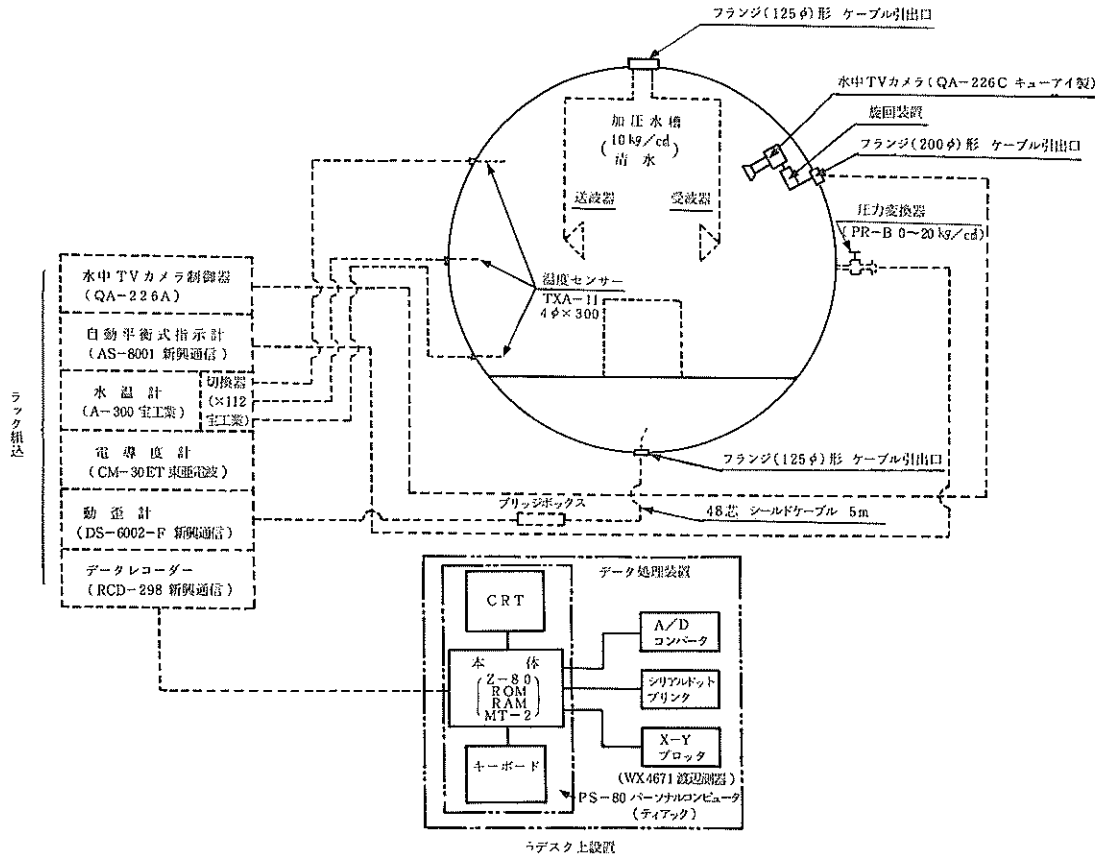 フランジ(125φ)形 ケーブル引出口
水中TVカメラ(QA-226C キューアイ製)
旋回装置
フランジ(200φ)形 ケーブル引出口
加圧水槽
(10kg/cd)
清水
送波器
受波器
圧力変換器
(PR-B 0〜20kg/cd)
温度センサー
TXA-11
4φ×300
ラック組込
水中TVカメラ制御器
(QA-226A)
自動平衡式指示計
(AS-8001 新興通信)
水温計
(A-300 宝工業)
切換器
(×112
宝工業)
電導度計
(CM-30ET 東亜電波)
動歪計
(DS-6002-F 新興通信)
データレコーダー
(RCD-298 新興通信)
フランジ(125φ)形 ケーブル引出口
ブリッジボックス
48芯 シールドケーブル 5m
データ処理装置
CRT
本体
Z-80
ROM
RAM
MT-2
キーボード
A/D
コンバータ
シリアルドット
プリンタ
X-Y
プロッタ
(WX4671 渡辺測器)
PS-80 パーソナルコンピュータ
(ティアック)
うデスク上設置